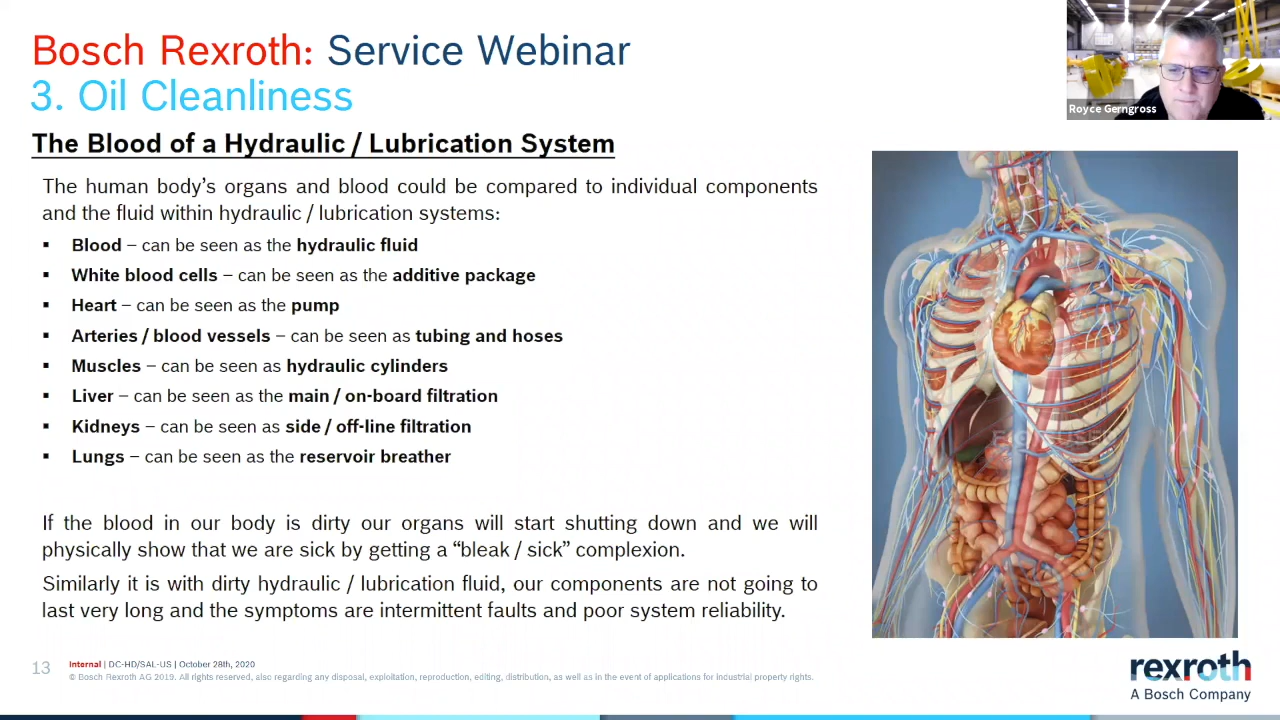 Bosch Rexroth: Service Webinar
3. Oil Cleanliness
Royce Gerngross
The Blood of a Hydraulic / Lubrication System
The human body's organs and blood could be compared to individual components
and the fluid within hydraulic / lubrication systems:
▪ Blood – can be seen as the hydraulic fluid
▪ White blood cells – can be seen as the additive package
▪ Heart – can be seen as the pump
▪ Arteries / blood vessels – can be seen as tubing and hoses
▪ Muscles – can be seen as hydraulic cylinders
▪ Liver – can be seen as the main / on-board filtration
▪ Kidneys – can be seen as side / off-line filtration
▪ Lungs – can be seen as the reservoir breather
If the blood in our body is dirty our organs will start shutting down and we will
physically show that we are sick by getting a “bleak / sick” complexion.
Similarly it is with dirty hydraulic / lubrication fluid, our components are not going to
last very long and the symptoms are intermittent faults and poor system reliability.
13
Internal | DC-HD/SAL-US | October 28th, 2020
© Bosch Rexroth AG 2019. All rights reserved, also regarding any disposal, exploitation, reproduction, editing, distribution, as well as in the event of applications for industrial property rights.
rexroth
A Bosch Company